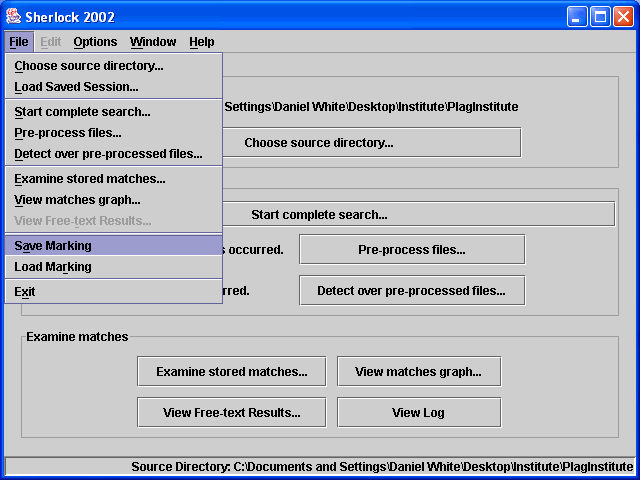 Sherlock 2002
File Edit Options Window Help
Choose source directory...
Load Saved Session...
Start complete search...
Pre-process files...
Detect over pre-processed files...
Examine stored matches...
View matches graph...
View Free-text Results...
Save Marking
Load Marking
Exit
Settings\Daniel White\Desktop\Institute\PlagInstitute
Choose source directory...
Start complete search...
occurred.
Pre-process files...
Detect over pre-processed files...
Examine matches
Examine stored matches...
View matches graph...
View Free-text Results...
View Log
Source Directory: C:\Documents and Settings\Daniel White\Desktop\Institute\PlagInstitute